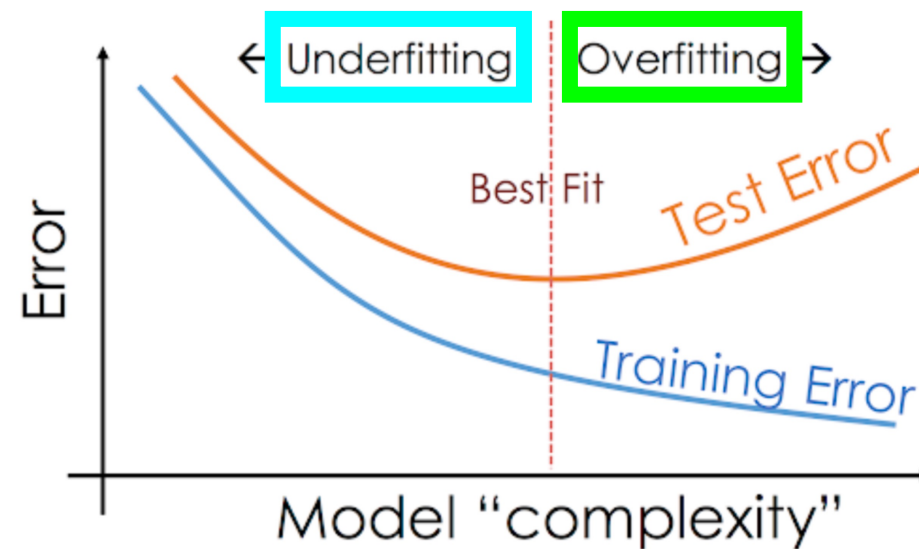 ← Underfitting
Overfitting →
Best Fit
Test Error
Training Error
Error
Model “complexity”